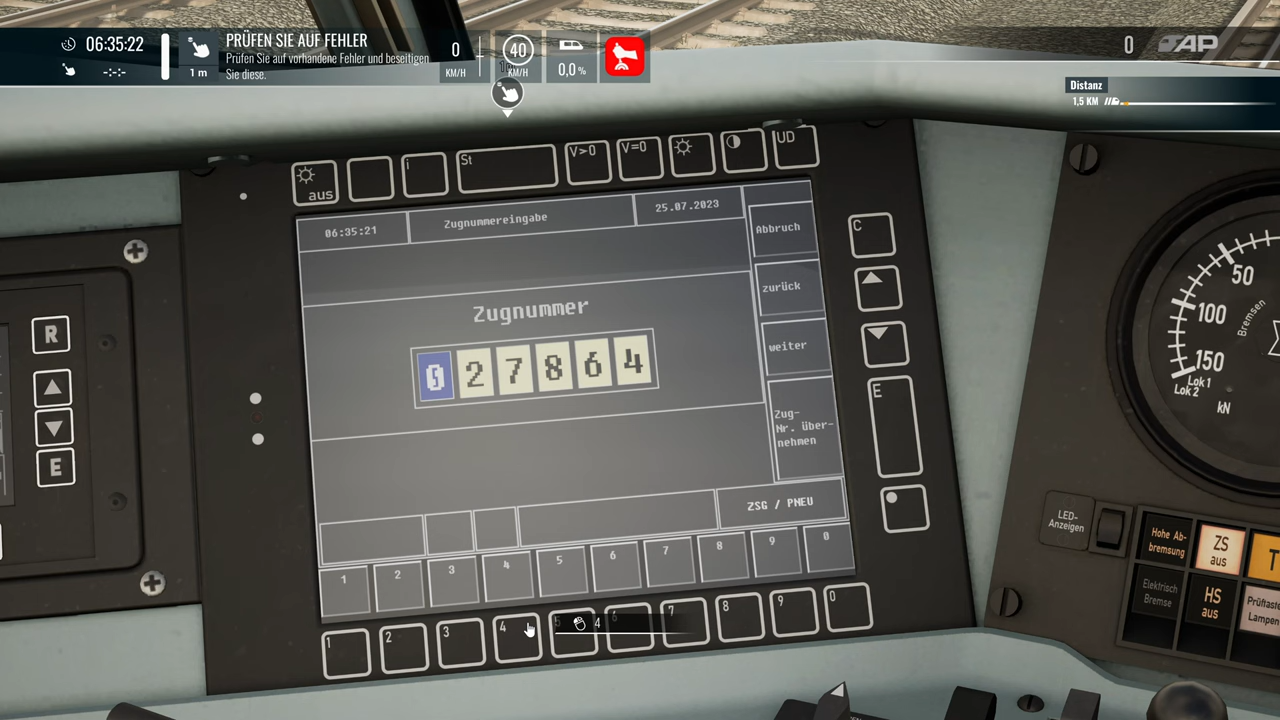 06:35:22
PRÜFEN SIE AUF FEHLER
Prüfen Sie auf vorhandene Fehler und beseitigen
Sie diese.
1 m
-:-:-
0
KM/H
40
KM/H
0,0 %
0
AP
Distanz
1,5 KM
aus
i
St
V>0
V=0
UD
06:35:21
Zugnummereingabe
25.07.2023
Abbruch
zurück
weiter
Zug-
Nr. über-
nehmen
Zugnummer
0 2 7 8 6 4
ZSG / PNEU
1 2 3 4 5 6 7 8 9 0
1 2 3 4 5 6 7 8 9 0
4
C
E
R
E
50
100
150
Bremsen
Lok 1
Lok 2
kN
LED-
Anzeigen
Hohe Ab-
bremsung
ZS
aus
T
Elektrisch
Bremse
HS
aus
Prüftaste
Lampen